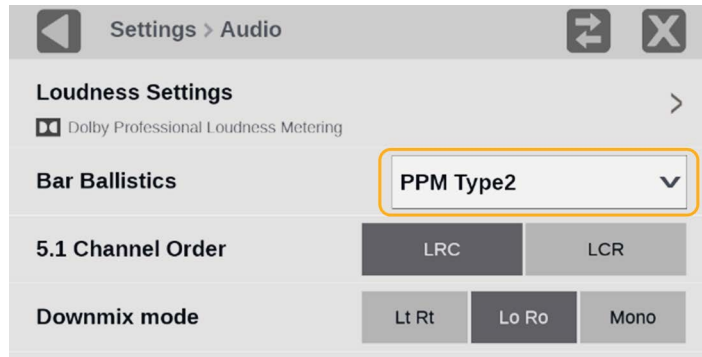 Settings > Audio
Loudness Settings
Dolby Professional Loudness Metering
Bar Ballistics PPM Type2
5.1 Channel Order LRC LCR
Downmix mode Lt Rt Lo Ro Mono